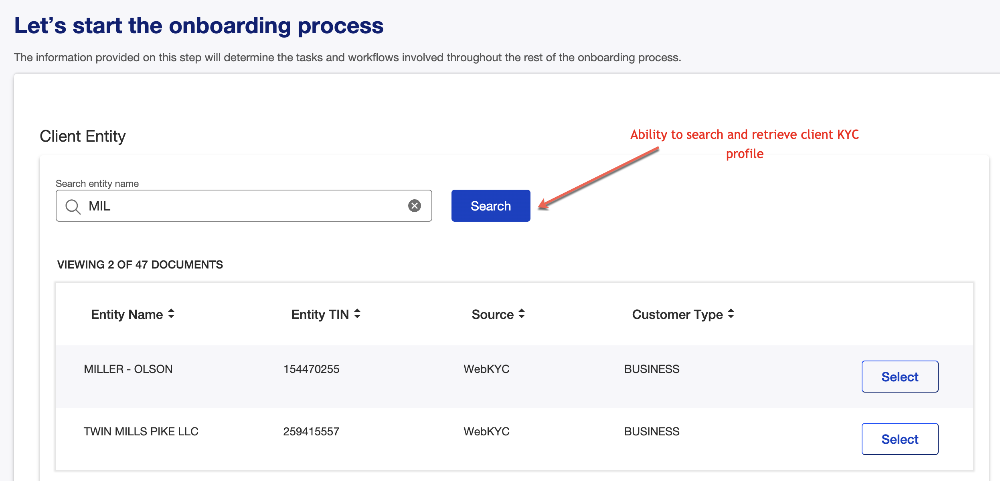 Let’s start the onboarding process
The information provided on this step will determine the tasks and workflows involved throughout the rest of the onboarding process.
Client Entity
Ability to search and retrieve client KYC
profile
Search entity name
MIL
Search
VIEWING 2 OF 47 DOCUMENTS
Entity Name Entity TIN Source Customer Type
MILLER - OLSON 154470255 WebKYC BUSINESS Select
TWIN MILLS PIKE LLC 259415557 WebKYC BUSINESS Select